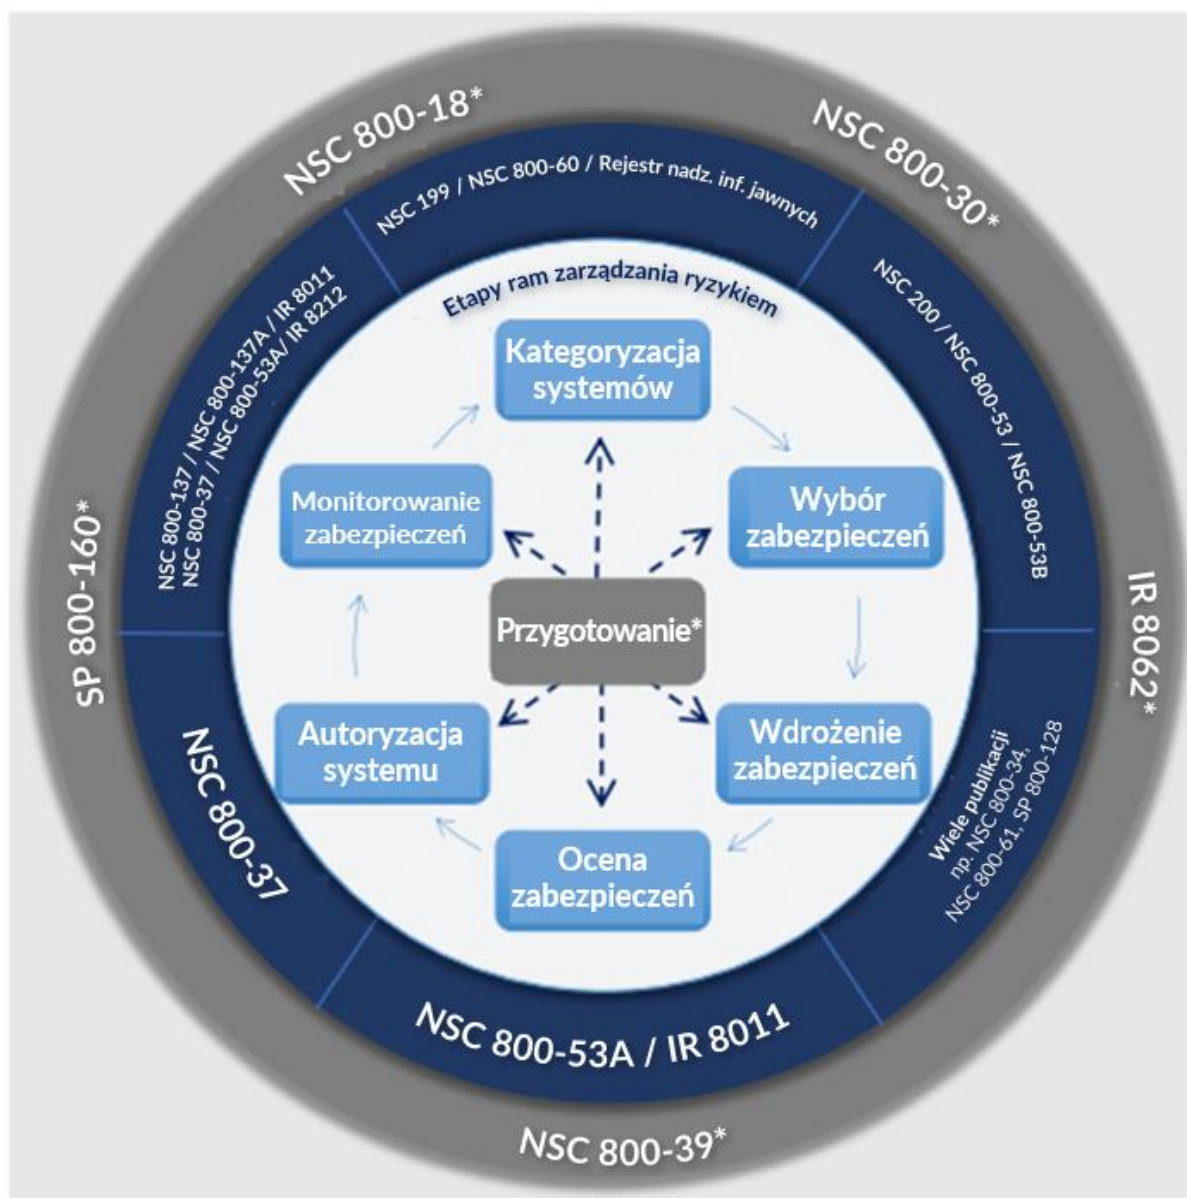 NSC 800-18*
NSC 800-30*
IR 8062*
NSC 800-39*
SP 800-160*
NSC 199 / NSC 800-60 / Rejestr nadz. inf. jawnych
NSC 200 / NSC 800-53 / NSC 800-53B
Wiele publikacji
np. NSC 800-34,
NSC 800-61, SP 800-128
NSC 800-53A / IR 8011
NSC 800-37
NSC 800-137 / NSC 800-137A / IR 8011
NSC 800-37 / NSC 800-53A/ IR 8212
Etapy ram zarządzania ryzykiem
Kategoryzacja
systemów
Wybór
zabezpieczeń
Wdrożenie
zabezpieczeń
Ocena
zabezpieczeń
Autoryzacja
systemu
Monitorowanie
zabezpieczeń
Przygotowanie*